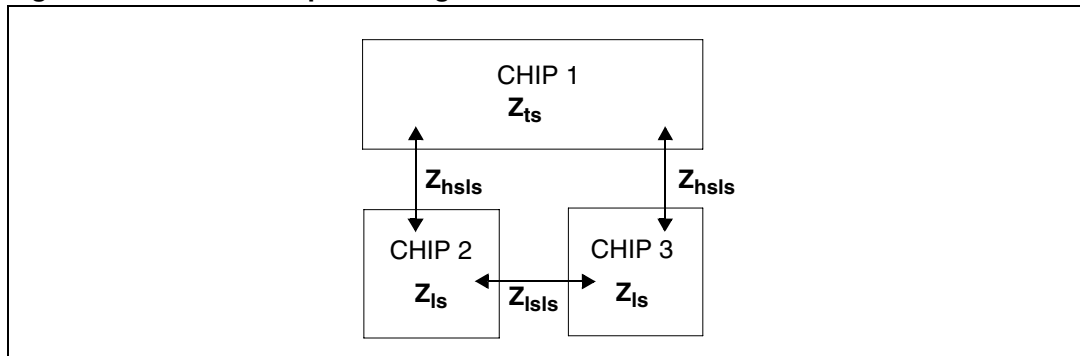 CHIP 1
Zts
Zhsls Zhsls
CHIP 2 CHIP 3
Zls Zlsls Zls